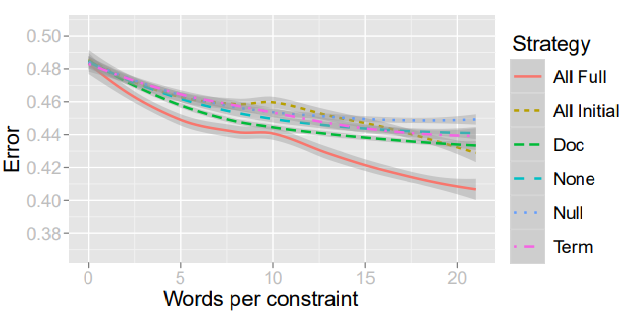 0.50
0.48
0.46
0.44
0.42
0.40
0.38
Error
0 5 10 15 20
Words per constraint
Strategy
All Full
All Initial
Doc
None
Null
Term